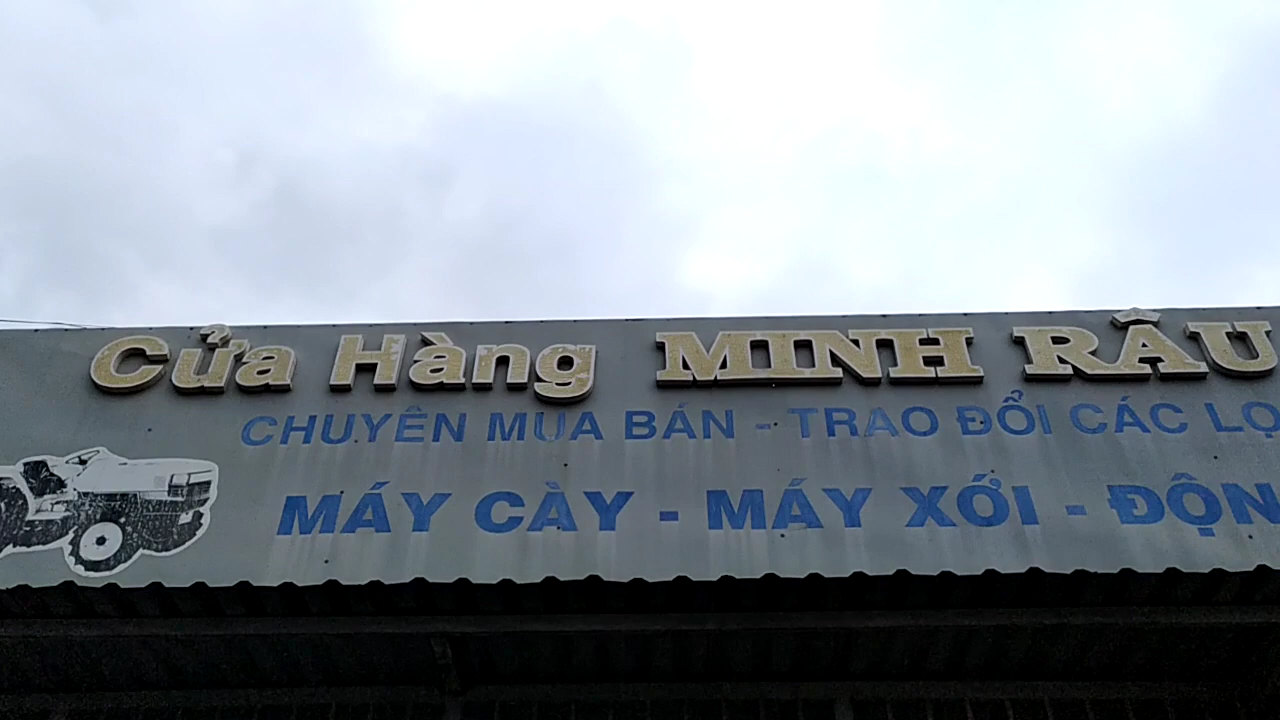 Cửa Hàng MINH RÂU
CHUYÊN MUA BÁN - TRAO ĐỔI CÁC
MÁY CÀY - MÁY XỚI -